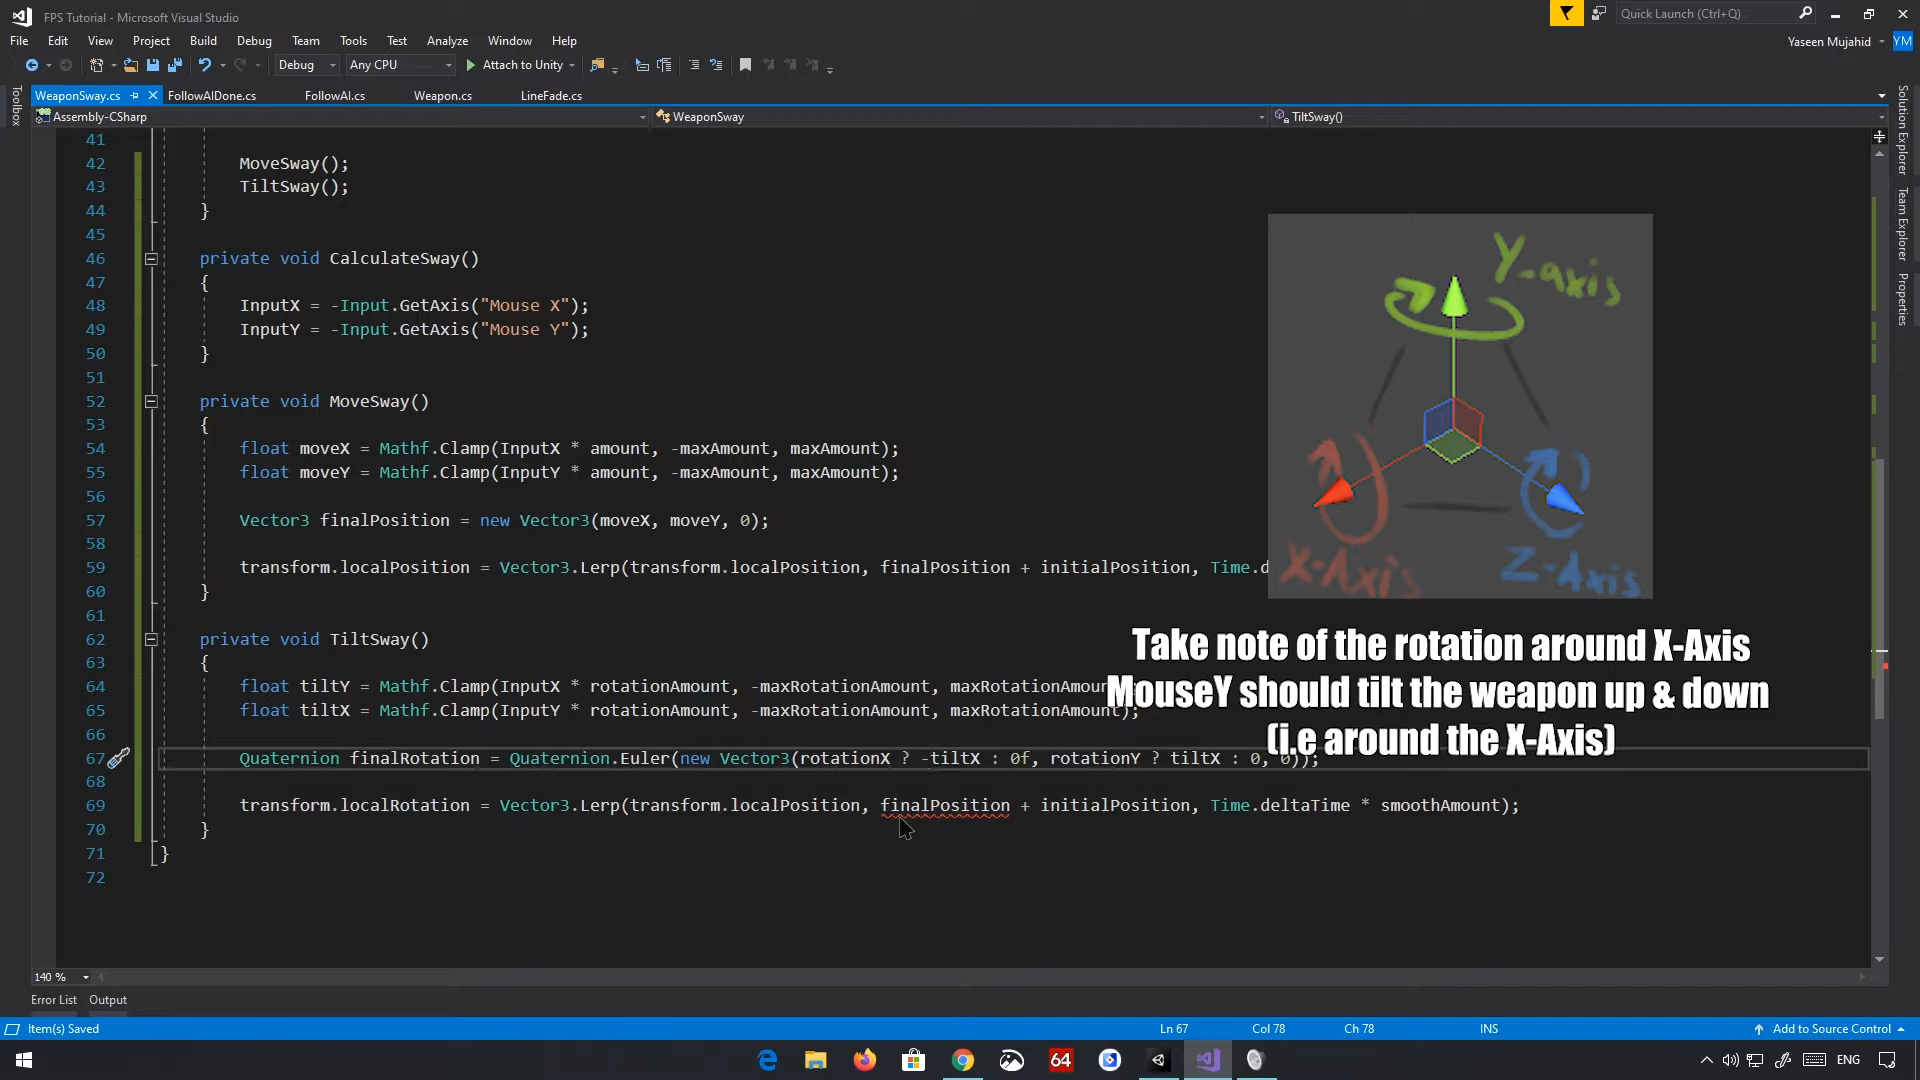 FPS Tutorial - Microsoft Visual Studio
Quick Launch (Ctrl+Q)
File Edit View Project Build Debug Team Tools Test Analyze Window Help
Yaseen Mujahid YM
Debug Any CPU Attach to Unity
WeaponSway.cs FollowAIDone.cs FollowAI.cs Weapon.cs LineFade.cs
Assembly-CSharp WeaponSway TiltSway()
Toolbox
Solution Explorer
Team Explorer
Properties
41
42 MoveSway();
43 TiltSway();
44 }
45
46 private void CalculateSway()
47 {
48 InputX = -Input.GetAxis("Mouse X");
49 InputY = -Input.GetAxis("Mouse Y");
50 }
51
52 private void MoveSway()
53 {
54 float moveX = Mathf.Clamp(InputX * amount, -maxAmount, maxAmount);
55 float moveY = Mathf.Clamp(InputY * amount, -maxAmount, maxAmount);
56
57 Vector3 finalPosition = new Vector3(moveX, moveY, 0);
58
59 transform.localPosition = Vector3.Lerp(transform.localPosition, finalPosition + initialPosition, Time.d
60 }
61
62 private void TiltSway()
63 {
64 float tiltY = Mathf.Clamp(InputX * rotationAmount, -maxRotationAmount, maxRotationAmou
65 float tiltX = Mathf.Clamp(InputY * rotationAmount, -maxRotationAmount, maxRotationAmount);
66
67 Quaternion finalRotation = Quaternion.Euler(new Vector3(rotationX ? -tiltX : 0f, rotationY ? tiltX : 0, 0));
68
69 transform.localRotation = Vector3.Lerp(transform.localPosition, finalPosition + initialPosition, Time.deltaTime * smoothAmount);
70 }
71 }
72
Y-axis
X-Axis
Z-Axis
Take note of the rotation around X-Axis
MouseY should tilt the weapon up & down
(i.e around the X-Axis)
140 %
Error List Output
Item(s) Saved Ln 67 Col 78 Ch 78 INS Add to Source Control
64
ENG